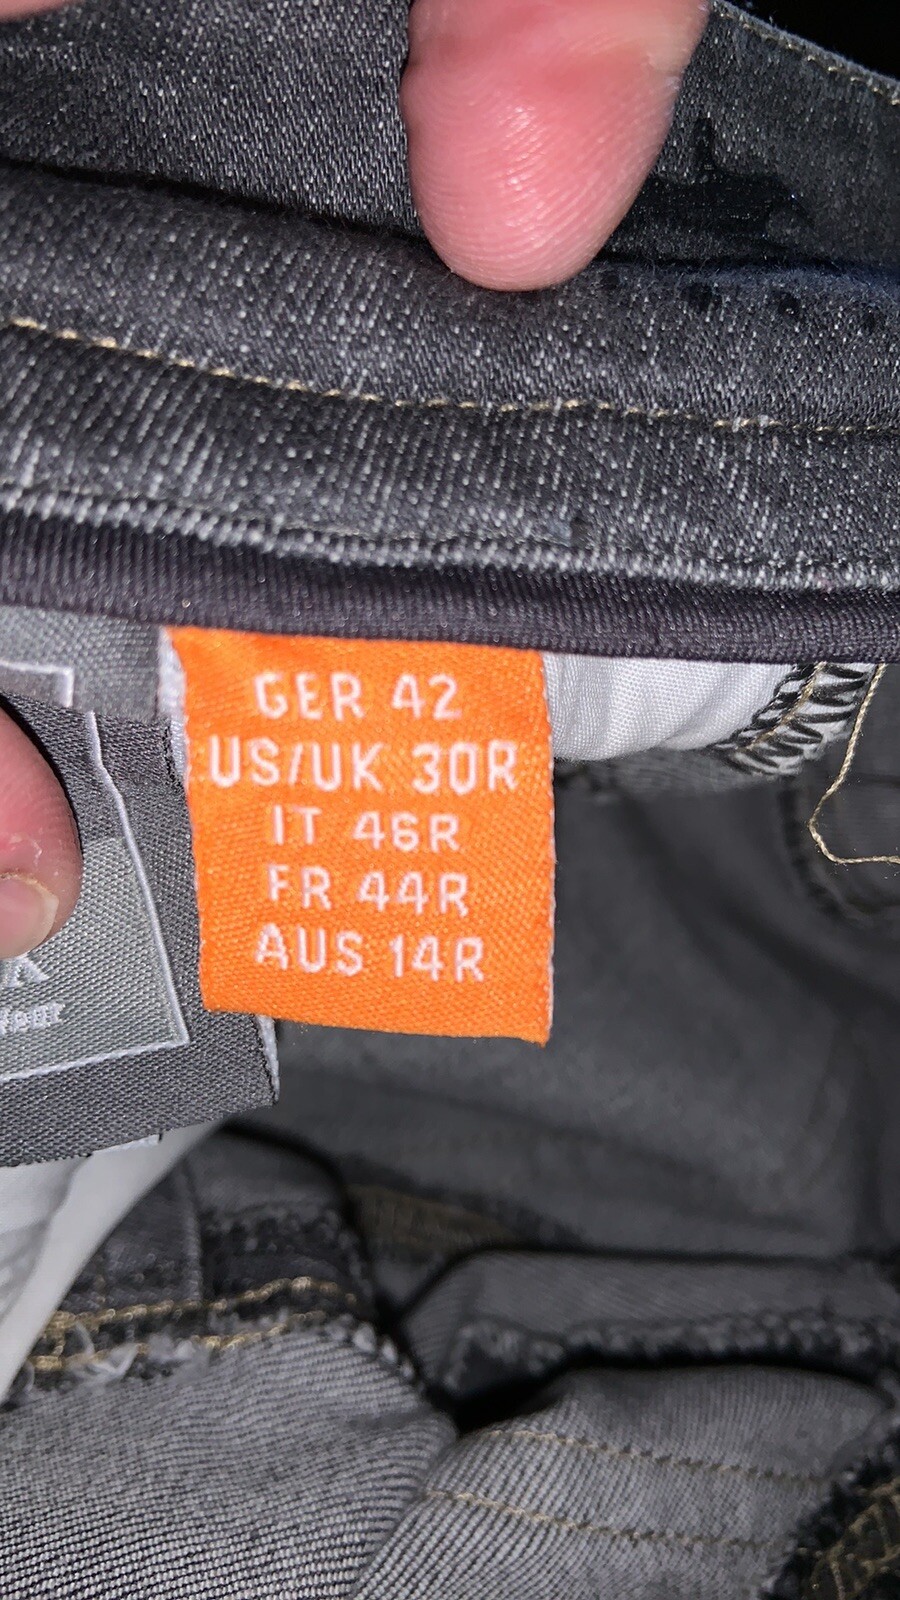 GER 42
US/UK 30R
IT 46R
FR 44R
AUS 14R